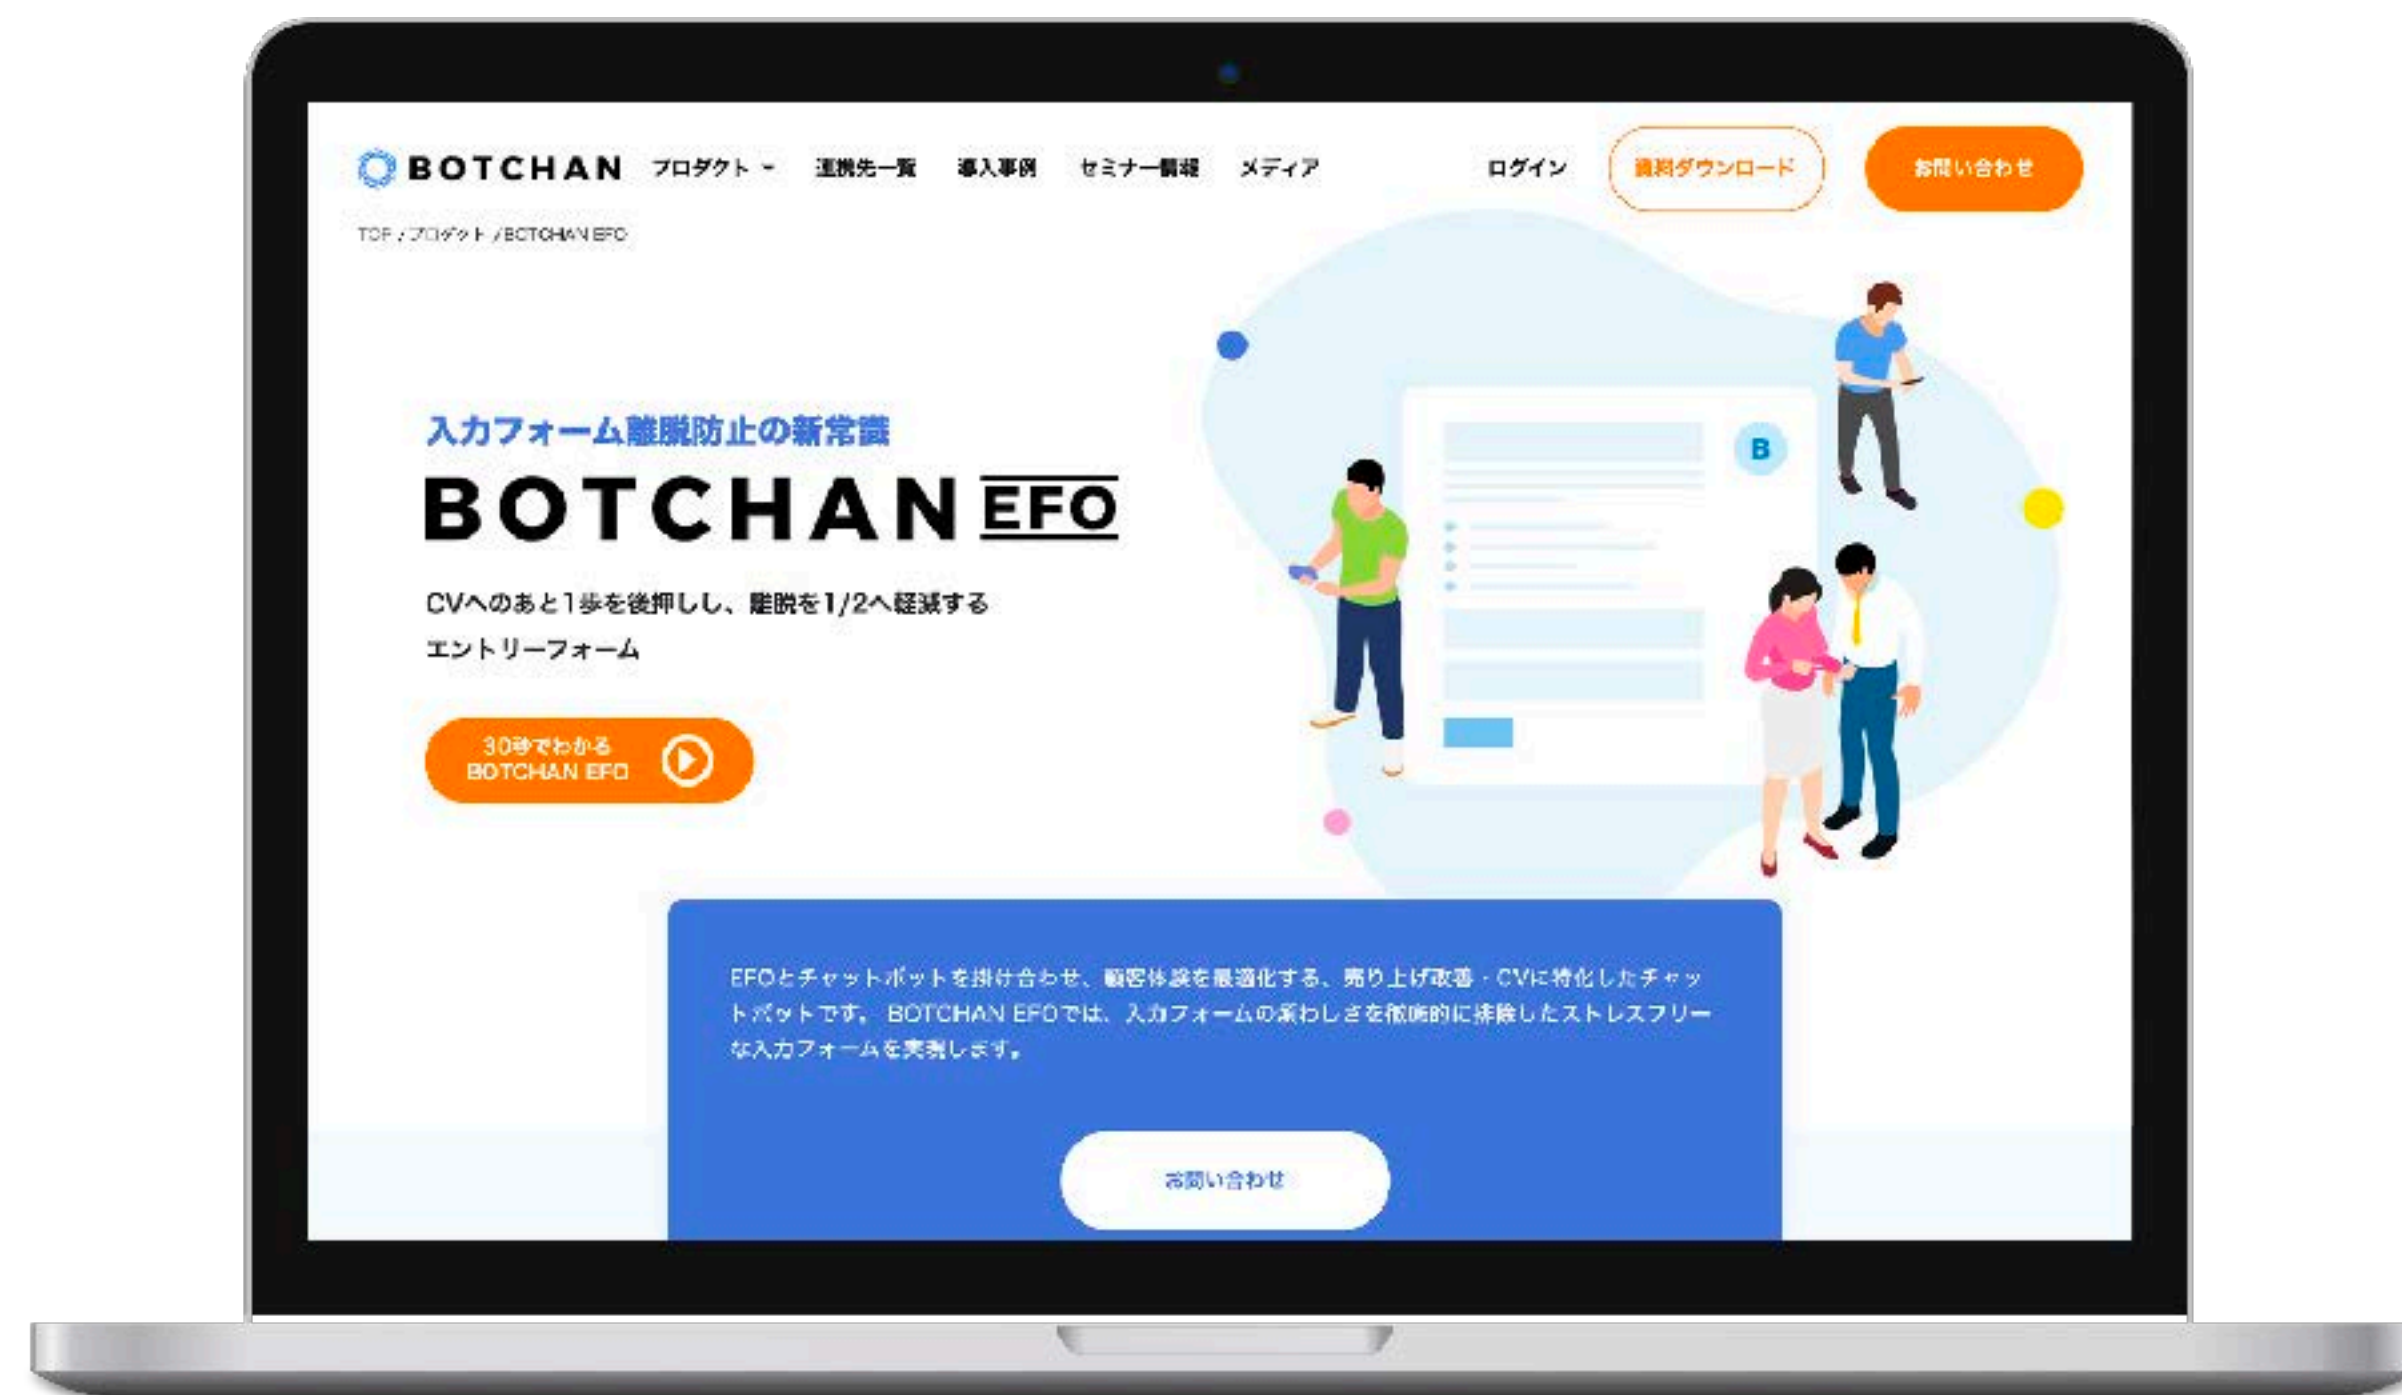 BOTCHAN プロダクト 連携先一覧 導入事例 セミナー情報 メディア ログイン 資料ダウンロード お問い合わせ
TOP / プロダクト / BOTCHAN EFO
入力フォーム離脱防止の新常識
BOTCHAN EFO
CVへのあと1歩を後押しし、離脱を1/2へ軽減する
エントリーフォーム
30秒でわかる
BOTCHAN EFO
B
EFOとチャットボットを掛け合わせ、顧客体験を最適化する、売り上げ改善・CVに特化したチャッ
トボットです。 BOTCHAN EFOでは、入力フォームの煩わしさを徹底的に排除したストレスフリー
な入力フォームを実現します。
お問い合わせ